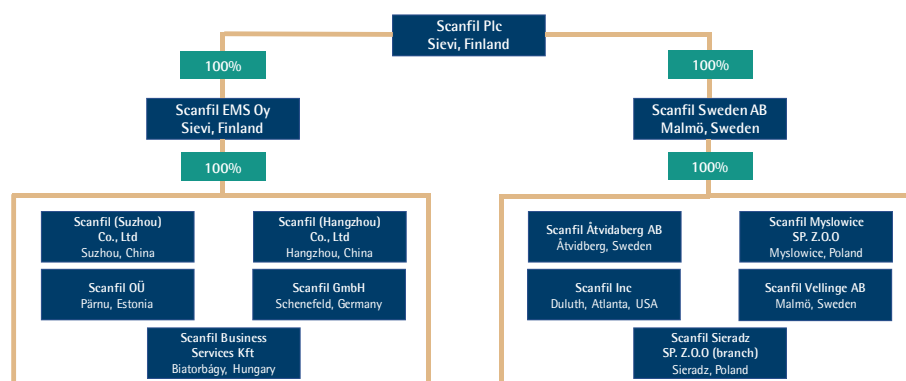 Scanfil Plc
Sievi, Finland
100%
100%
Scanfil EMS Oy
Sievi, Finland
Scanfil Sweden AB
Malmö, Sweden
100%
100%
Scanfil (Suzhou)
Co., Ltd
Suzhou, China
Scanfil (Hangzhou)
Co., Ltd
Hangzhou, China
Scanfil OÜ
Pärnu, Estonia
Scanfil GmbH
Schenefeld, Germany
Scanfil Business
Services Kft
Biatorbágy, Hungary
Scanfil Åtvidaberg AB
Åtvidberg, Sweden
Scanfil Myslowice
SP. Z.O.O
Myslowice, Poland
Scanfil Inc
Duluth, Atlanta, USA
Scanfil Vellinge AB
Malmö, Sweden
Scanfil Sieradz
SP. Z.O.O (branch)
Sieradz, Poland